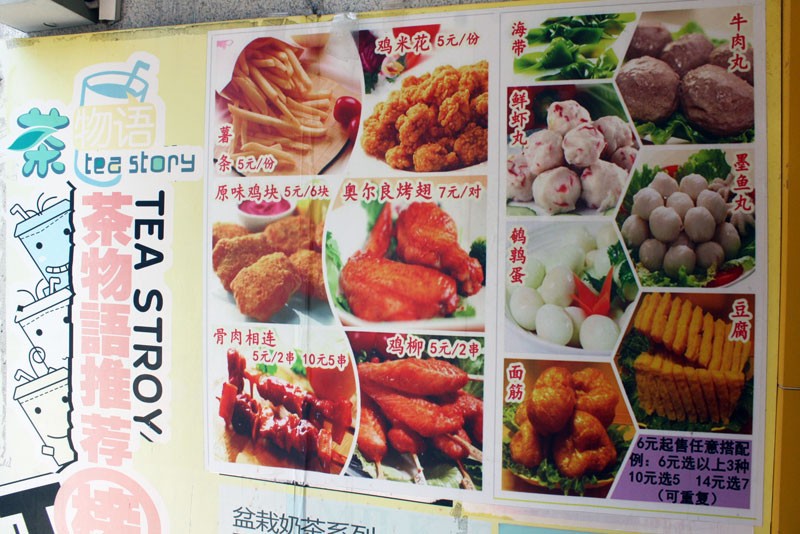 茶
物语
tea story
TEA STROY,
茶物語推荐
薯条 5元/份
鸡米花 5元/份
原味鸡块 5元/6块
奥尔良烤翅 7元/对
骨肉相连
5元/2串 10元5串
鸡柳 5元/2串
海带
牛肉丸
鲜虾丸
墨鱼丸
鹌鹑蛋
豆腐
面筋
6元起售任意搭配
例：6元选以上3种
10元选5 14元选7
（可重复）
盆栽奶茶系列